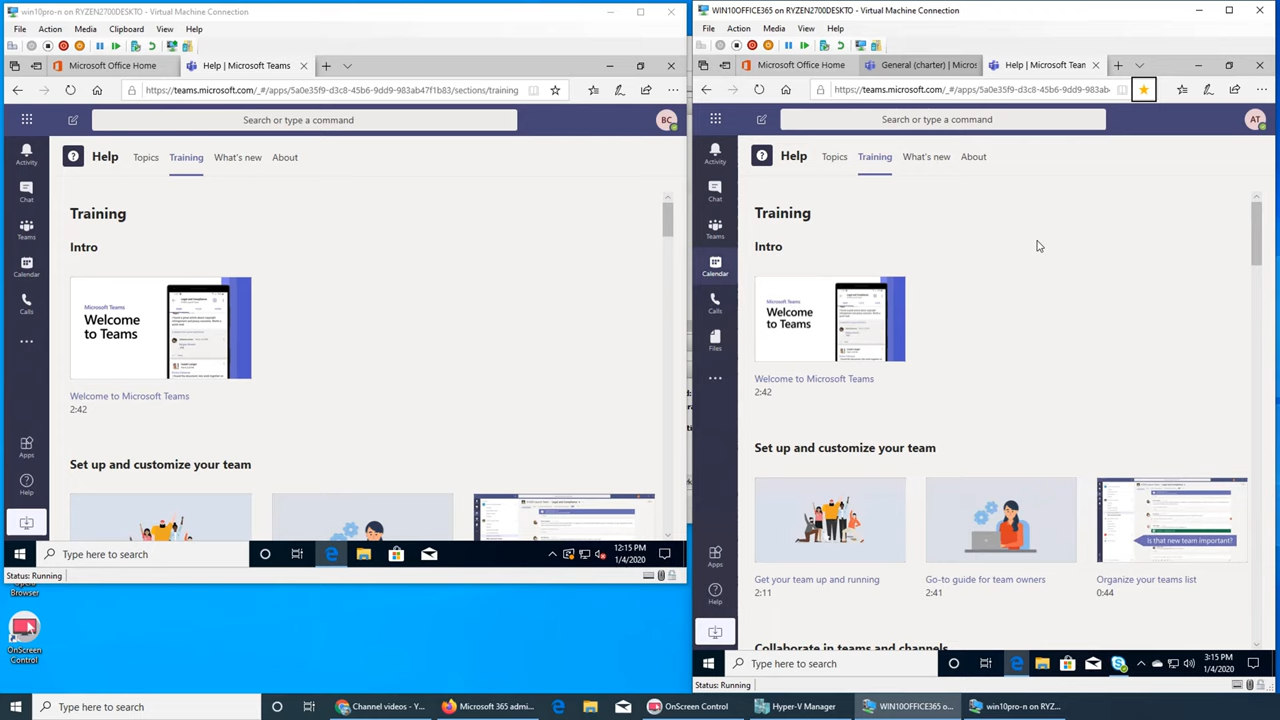 win10pro-n on RYZEN2700DESKTO - Virtual Machine Connection
File Action Media Clipboard View Help
Microsoft Office Home
Help | Microsoft Teams
https://teams.microsoft.com/_#/apps/5a0e35f9-d3c8-45b6-9dd9-983ab47f1b83/sections/training
Search or type a command
BC
Activity
Chat
Teams
Calendar
Calls
Apps
Help
Help Topics Training What's new About
Training
Intro
Microsoft Teams
Welcome
to Teams
Welcome to Microsoft Teams
2:42
Set up and customize your team
Type here to search
12:15 PM
1/4/2020
Status: Running
Browser
OnScreen
Control
WIN10OFFICE365 on RYZEN2700DESKTO - Virtual Machine Connection
File Action Media View Help
Microsoft Office Home
General (charter) | Micros
Help | Microsoft Team
https://teams.microsoft.com/_#/apps/5a0e35f9-d3c8-45b6-9dd9-983ab
Search or type a command
AT
Activity
Chat
Teams
Calendar
Calls
Files
Apps
Help
Help Topics Training What's new About
Training
Intro
Microsoft Teams
Welcome
to Teams
Welcome to Microsoft Teams
2:42
Set up and customize your team
Is that new team important?
Get your team up and running
2:11
Go-to guide for team owners
2:41
Organize your teams list
0:44
Collaborate in teams and channels
Type here to search
3:15 PM
1/4/2020
Status: Running
Type here to search
Channel videos - Y...
Microsoft 365 admi...
OnScreen Control
Hyper-V Manager
WIN10OFFICE365 o...
win10pro-n on RYZ...